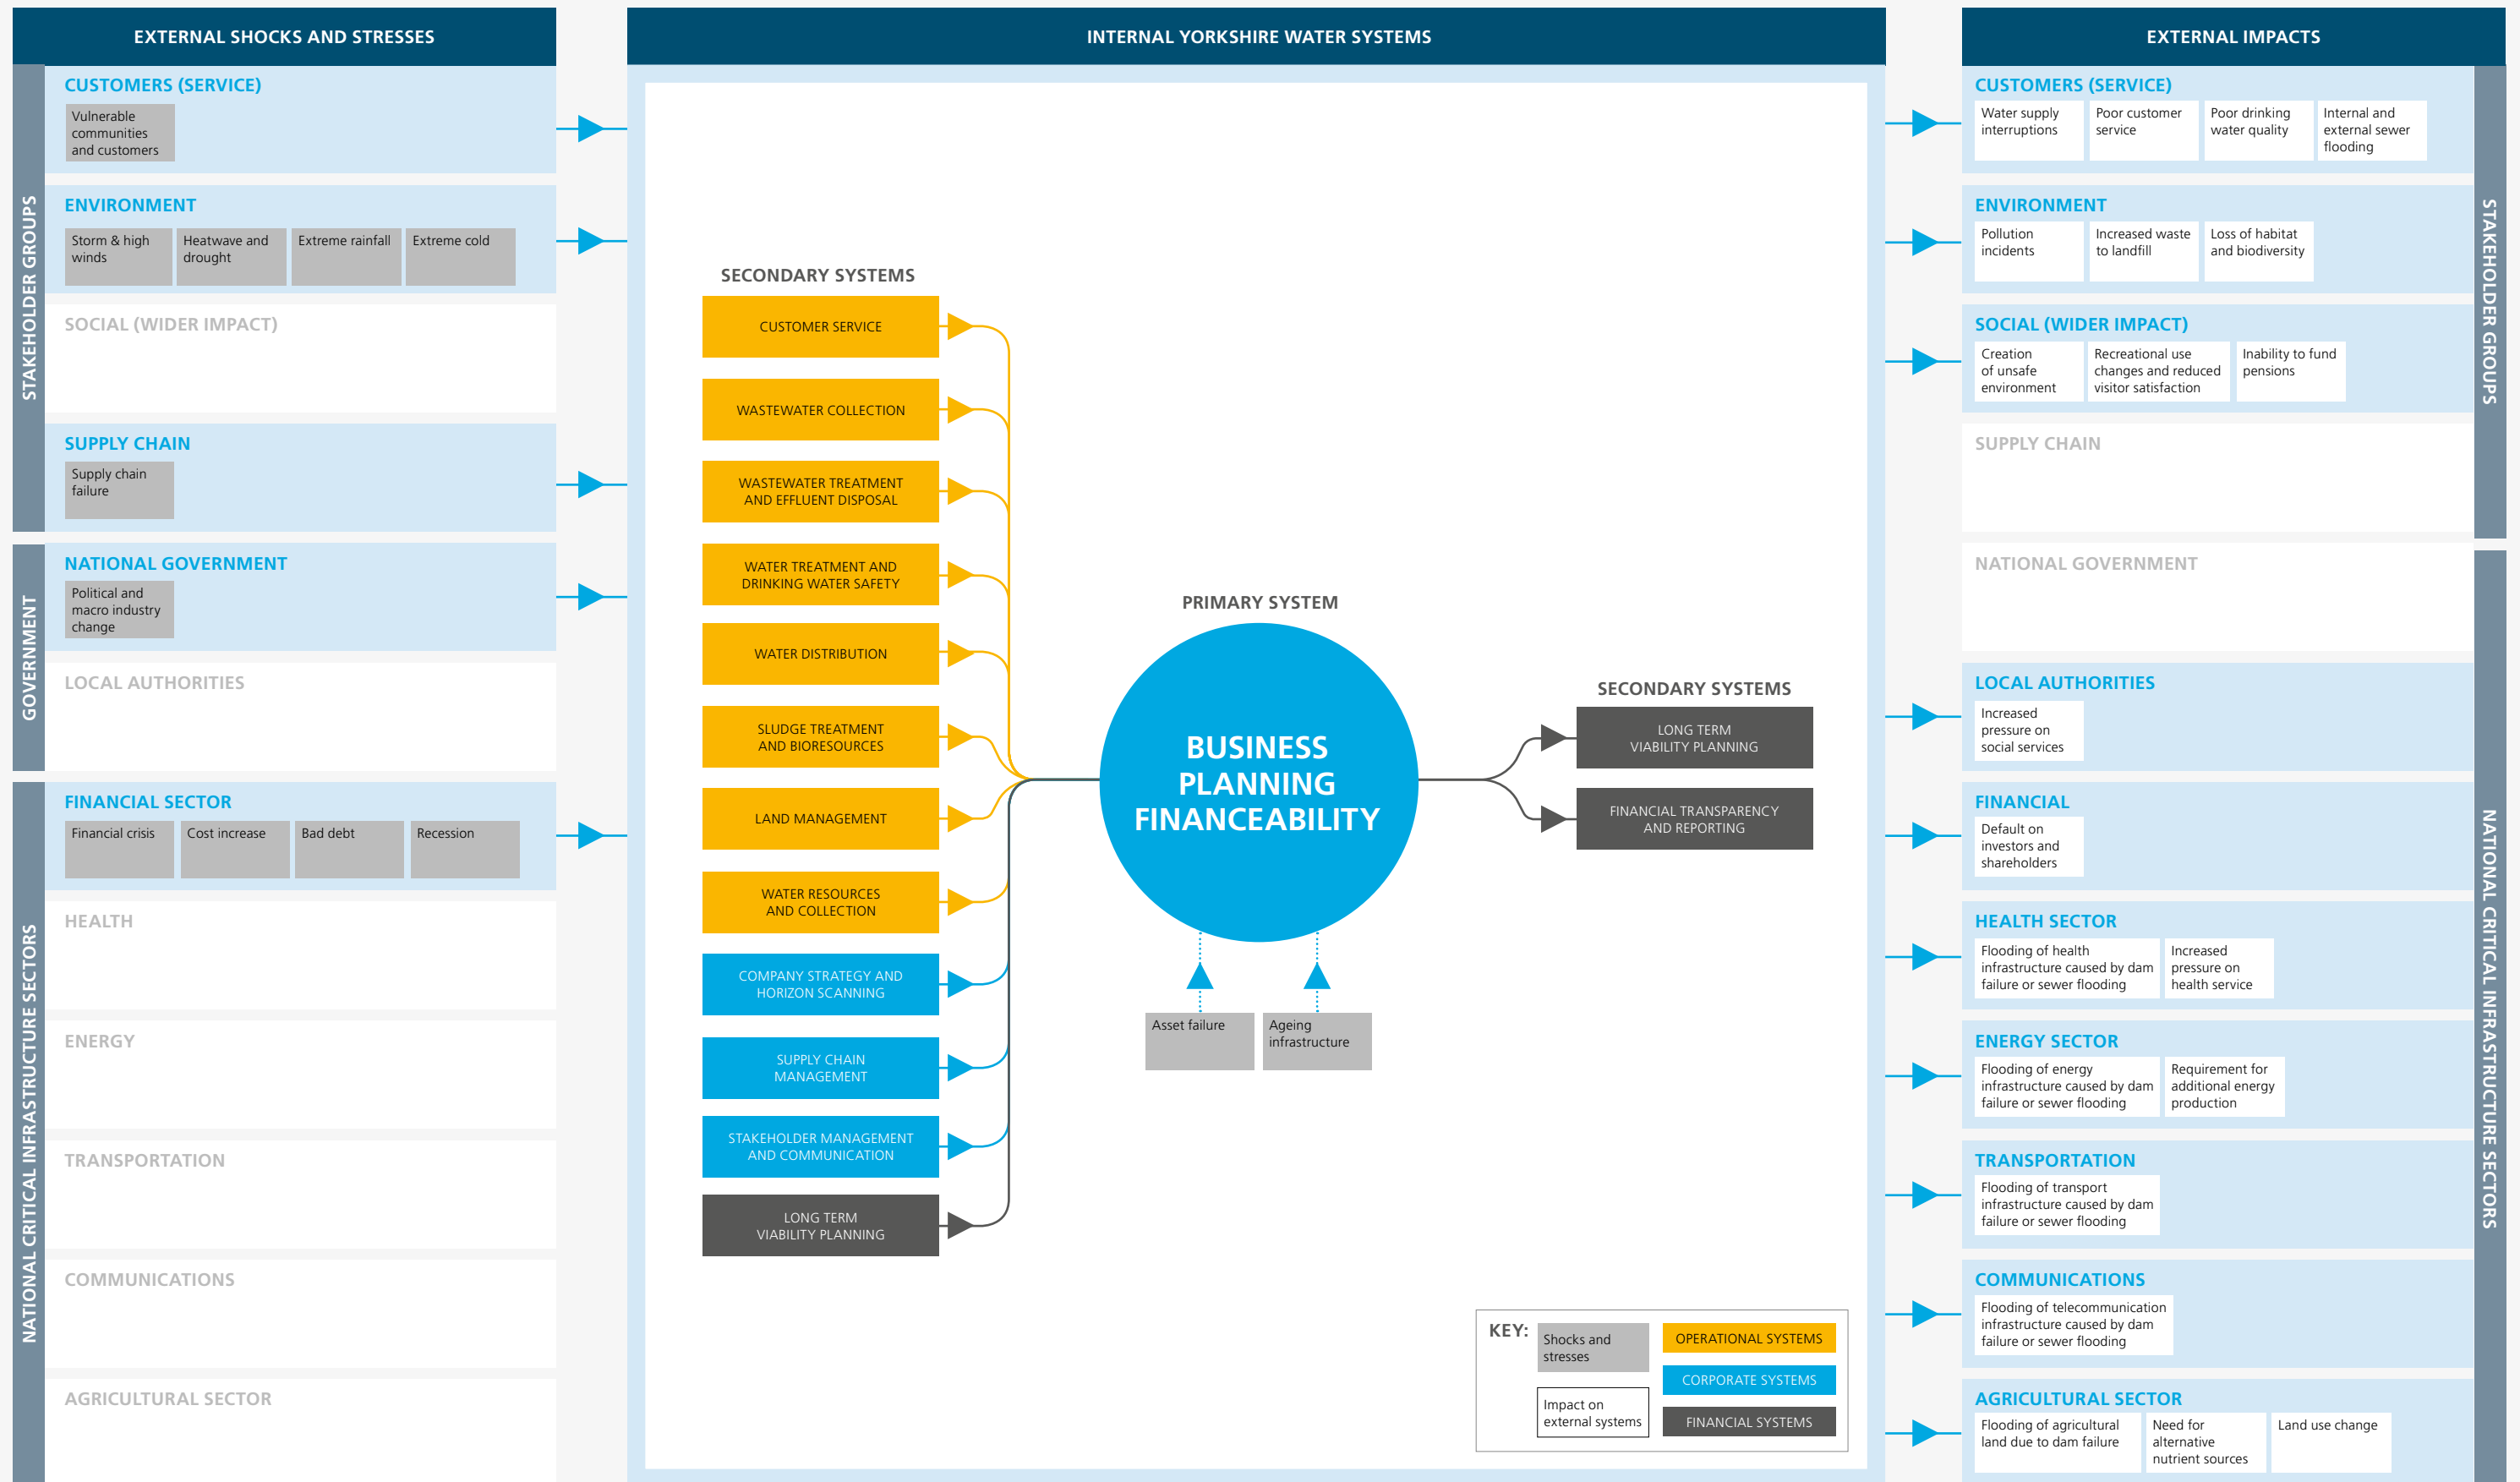 EXTERNAL SHOCKS AND STRESSES
STAKEHOLDER GROUPS
CUSTOMERS (SERVICE)
Vulnerable
communities
and customers
ENVIRONMENT
Storm & high
winds
Heatwave and
drought
Extreme rainfall
Extreme cold
SOCIAL (WIDER IMPACT)
SUPPLY CHAIN
Supply chain
failure
GOVERNMENT
NATIONAL GOVERNMENT
Political and
macro industry
change
LOCAL AUTHORITIES
NATIONAL CRITICAL INFRASTRUCTURE SECTORS
FINANCIAL SECTOR
Financial crisis
Cost increase
Bad debt
Recession
HEALTH
ENERGY
TRANSPORTATION
COMMUNICATIONS
AGRICULTURAL SECTOR
INTERNAL YORKSHIRE WATER SYSTEMS
SECONDARY SYSTEMS
CUSTOMER SERVICE
WASTEWATER COLLECTION
WASTEWATER TREATMENT
AND EFFLUENT DISPOSAL
WATER TREATMENT AND
DRINKING WATER SAFETY
WATER DISTRIBUTION
SLUDGE TREATMENT
AND BIORESOURCES
LAND MANAGEMENT
WATER RESOURCES
AND COLLECTION
COMPANY STRATEGY AND
HORIZON SCANNING
SUPPLY CHAIN
MANAGEMENT
STAKEHOLDER MANAGEMENT
AND COMMUNICATION
LONG TERM
VIABILITY PLANNING
PRIMARY SYSTEM
BUSINESS
PLANNING
FINANCEABILITY
Asset failure
Ageing
infrastructure
SECONDARY SYSTEMS
LONG TERM
VIABILITY PLANNING
FINANCIAL TRANSPARENCY
AND REPORTING
KEY:
Shocks and
stresses
Impact on
external systems
OPERATIONAL SYSTEMS
CORPORATE SYSTEMS
FINANCIAL SYSTEMS
EXTERNAL IMPACTS
STAKEHOLDER GROUPS
CUSTOMERS (SERVICE)
Water supply
interruptions
Poor customer
service
Poor drinking
water quality
Internal and
external sewer
flooding
ENVIRONMENT
Pollution
incidents
Increased waste
to landfill
Loss of habitat
and biodiversity
SOCIAL (WIDER IMPACT)
Creation
of unsafe
environment
Recreational use
changes and reduced
visitor satisfaction
Inability to fund
pensions
SUPPLY CHAIN
NATIONAL CRITICAL INFRASTRUCTURE SECTORS
NATIONAL GOVERNMENT
LOCAL AUTHORITIES
Increased
pressure on
social services
FINANCIAL
Default on
investors and
shareholders
HEALTH SECTOR
Flooding of health
infrastructure caused by dam
failure or sewer flooding
Increased
pressure on
health service
ENERGY SECTOR
Flooding of energy
infrastructure caused by dam
failure or sewer flooding
Requirement for
additional energy
production
TRANSPORTATION
Flooding of transport
infrastructure caused by dam
failure or sewer flooding
COMMUNICATIONS
Flooding of telecommunication
infrastructure caused by dam
failure or sewer flooding
AGRICULTURAL SECTOR
Flooding of agricultural
land due to dam failure
Need for
alternative
nutrient sources
Land use change